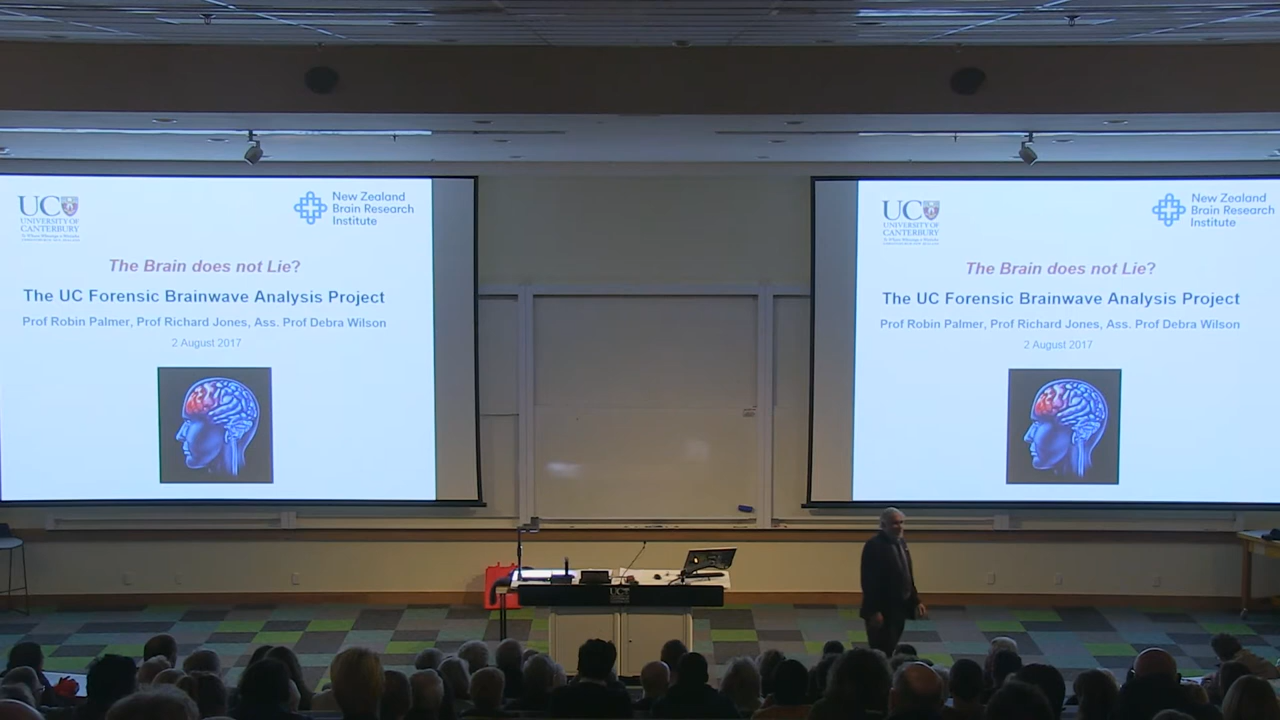 UC
UNIVERSITY OF
CANTERBURY
New Zealand
Brain Research
Institute
The Brain does not Lie?
The UC Forensic Brainwave Analysis Project
Prof Robin Palmer, Prof Richard Jones, Ass. Prof Debra Wilson
2 August 2017
UC
UNIVERSITY OF
CANTERBURY
New Zealand
Brain Research
Institute
The Brain does not Lie?
The UC Forensic Brainwave Analysis Project
Prof Robin Palmer, Prof Richard Jones, Ass. Prof Debra Wilson
2 August 2017
UC